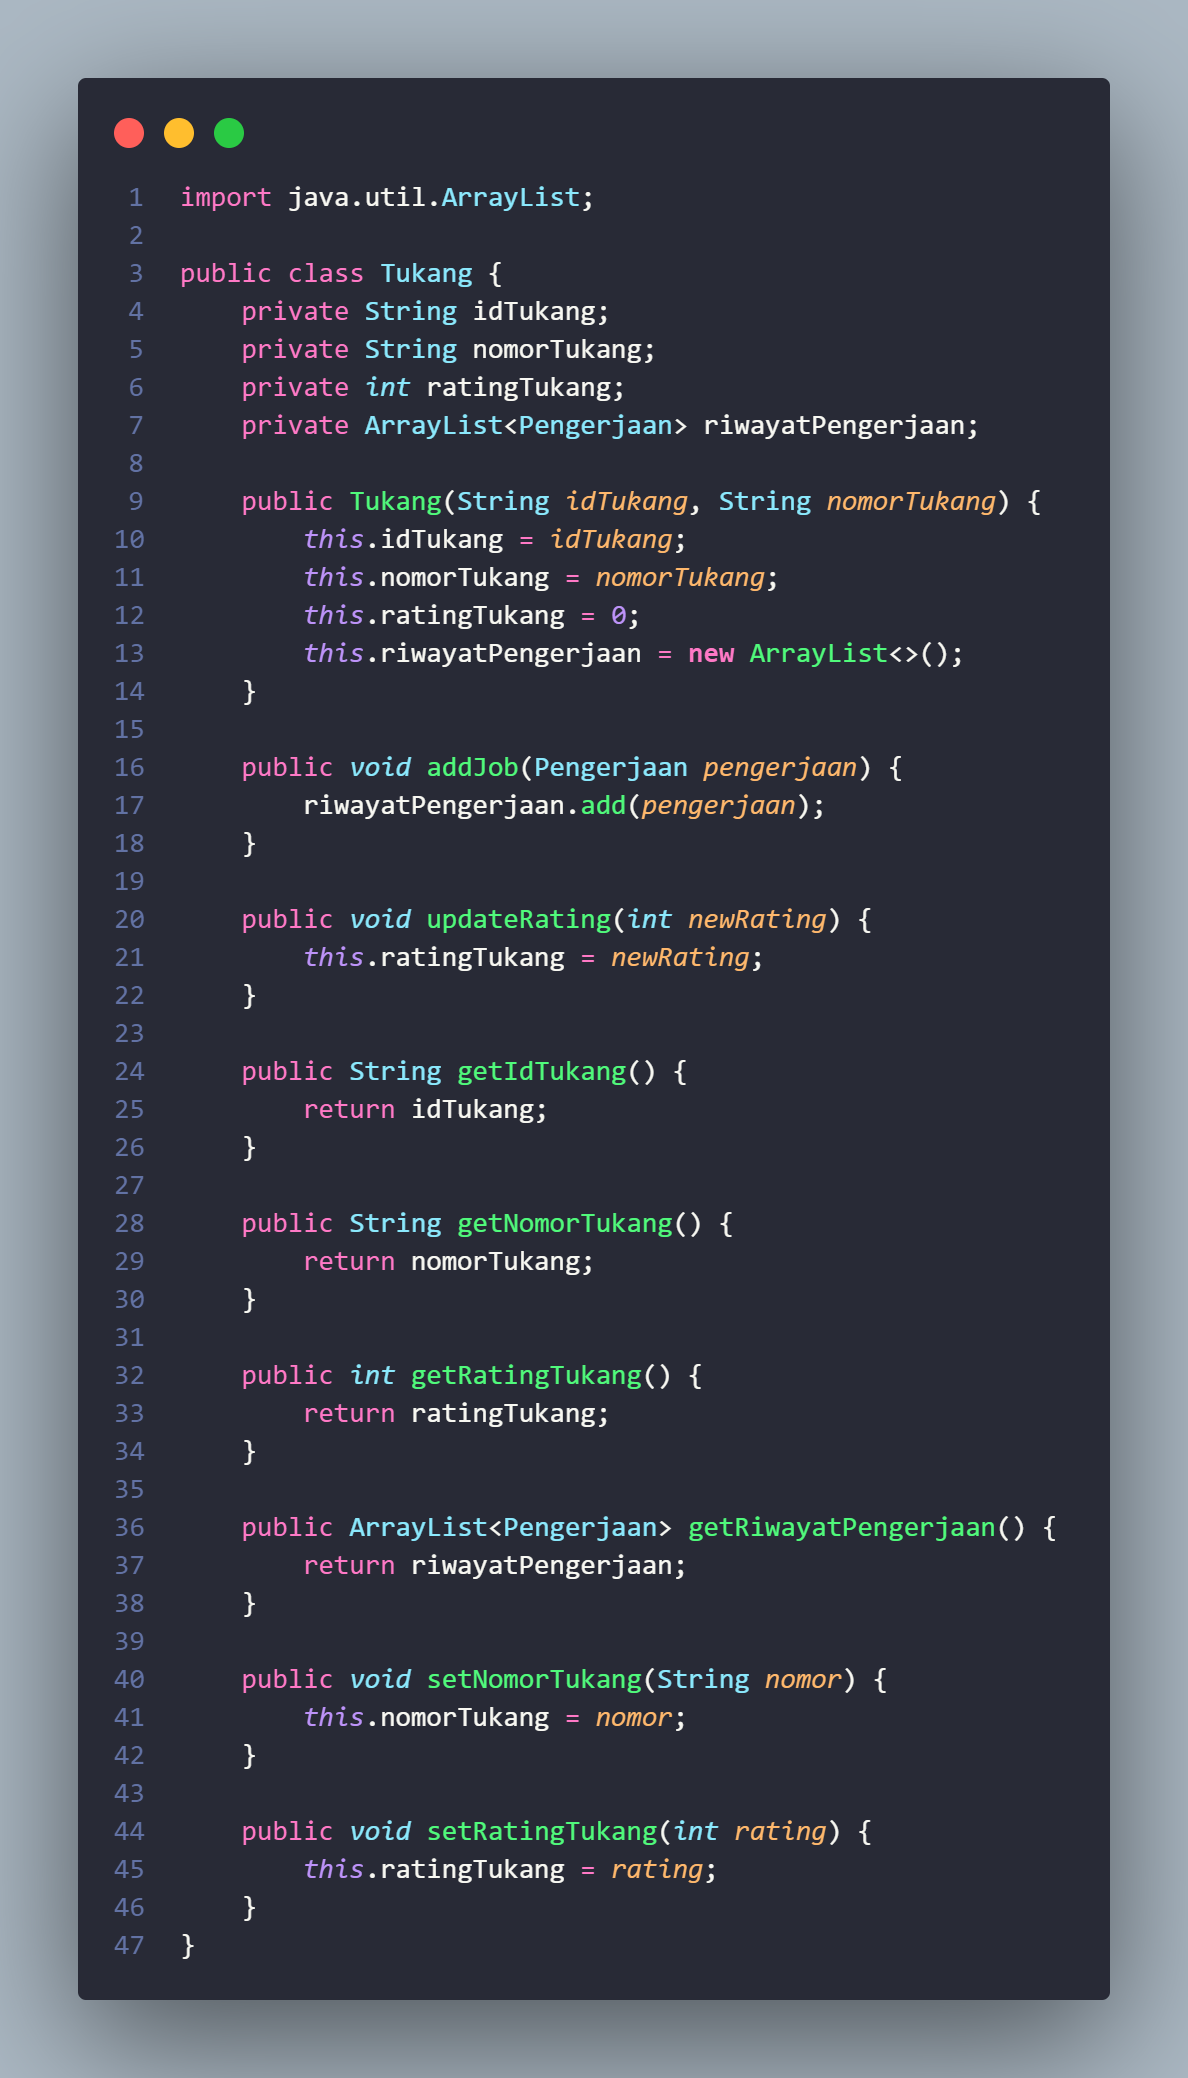 1 import java.util.ArrayList;
2
3 public class Tukang {
4     private String idTukang;
5     private String nomorTukang;
6     private int ratingTukang;
7     private ArrayList<Pengerjaan> riwayatPengerjaan;
8
9     public Tukang(String idTukang, String nomorTukang) {
10         this.idTukang = idTukang;
11         this.nomorTukang = nomorTukang;
12         this.ratingTukang = 0;
13         this.riwayatPengerjaan = new ArrayList<>();
14     }
15
16     public void addJob(Pengerjaan pengerjaan) {
17         riwayatPengerjaan.add(pengerjaan);
18     }
19
20     public void updateRating(int newRating) {
21         this.ratingTukang = newRating;
22     }
23
24     public String getIdTukang() {
25         return idTukang;
26     }
27
28     public String getNomorTukang() {
29         return nomorTukang;
30     }
31
32     public int getRatingTukang() {
33         return ratingTukang;
34     }
35
36     public ArrayList<Pengerjaan> getRiwayatPengerjaan() {
37         return riwayatPengerjaan;
38     }
39
40     public void setNomorTukang(String nomor) {
41         this.nomorTukang = nomor;
42     }
43
44     public void setRatingTukang(int rating) {
45         this.ratingTukang = rating;
46     }
47 }